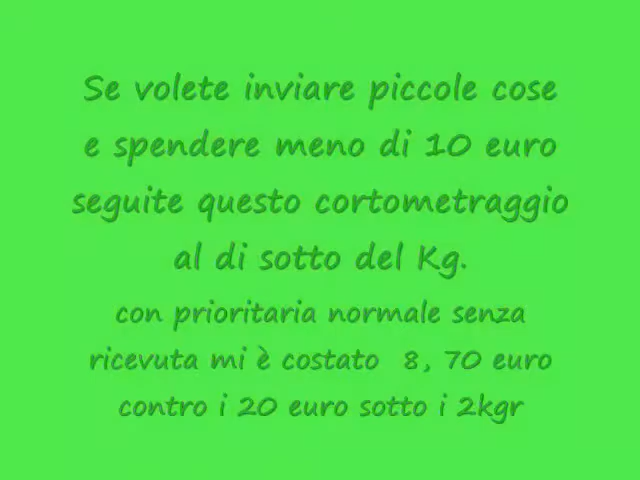 Se volete inviare piccole cose
e spendere meno di 10 euro
seguite questo cortometraggio
al di sotto del Kg.
con prioritaria normale senza
ricevuta mi è costato 8, 70 euro
contro i 20 euro sotto i 2kgr